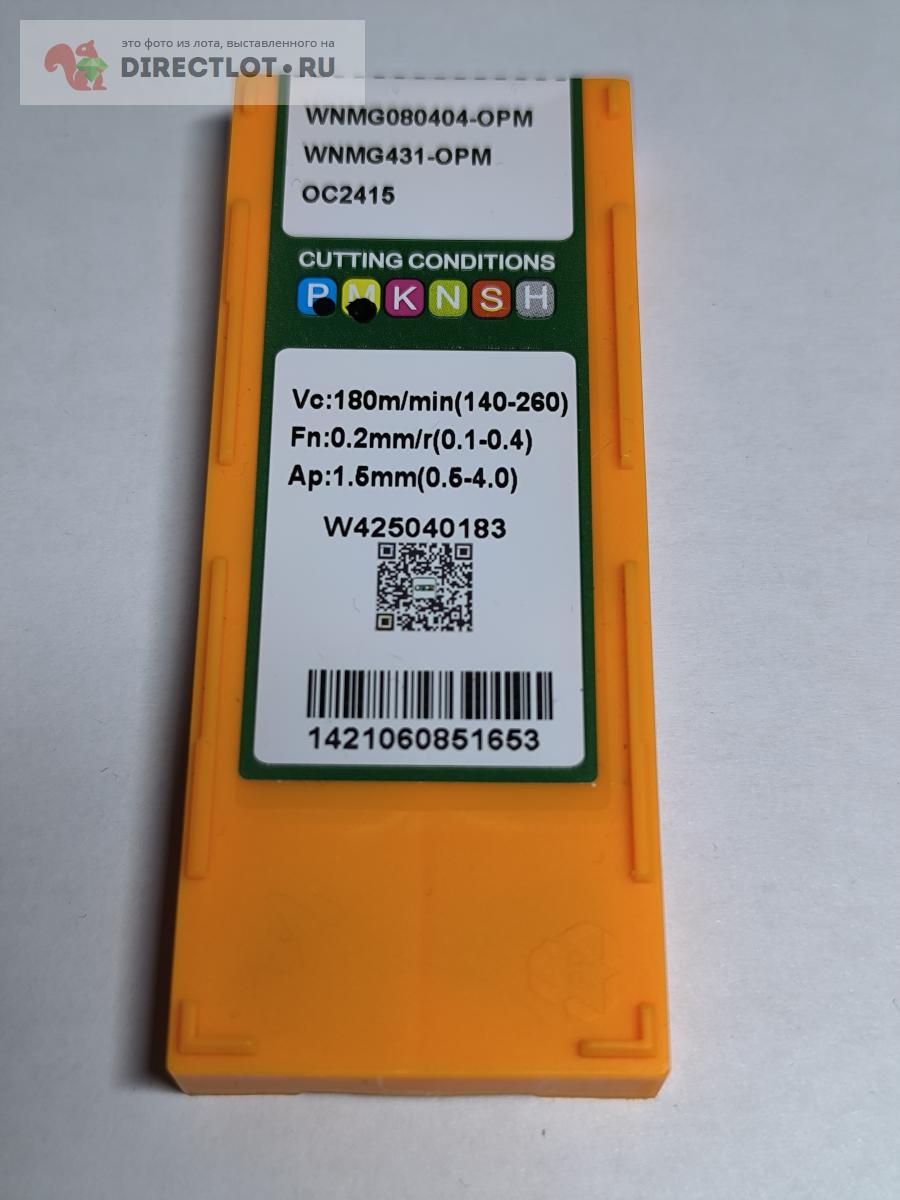 это фото из лота, выставленного на
DIRECTLOT.RU
WNMG080404-OPM
WNMG431-OPM
OC2415
CUTTING CONDITIONS
P M K N S H
Vc:180m/min(140-260)
Fn:0.2mm/r(0.1-0.4)
Ap:1.5mm(0.5-4.0)
W425040183
1421060851653